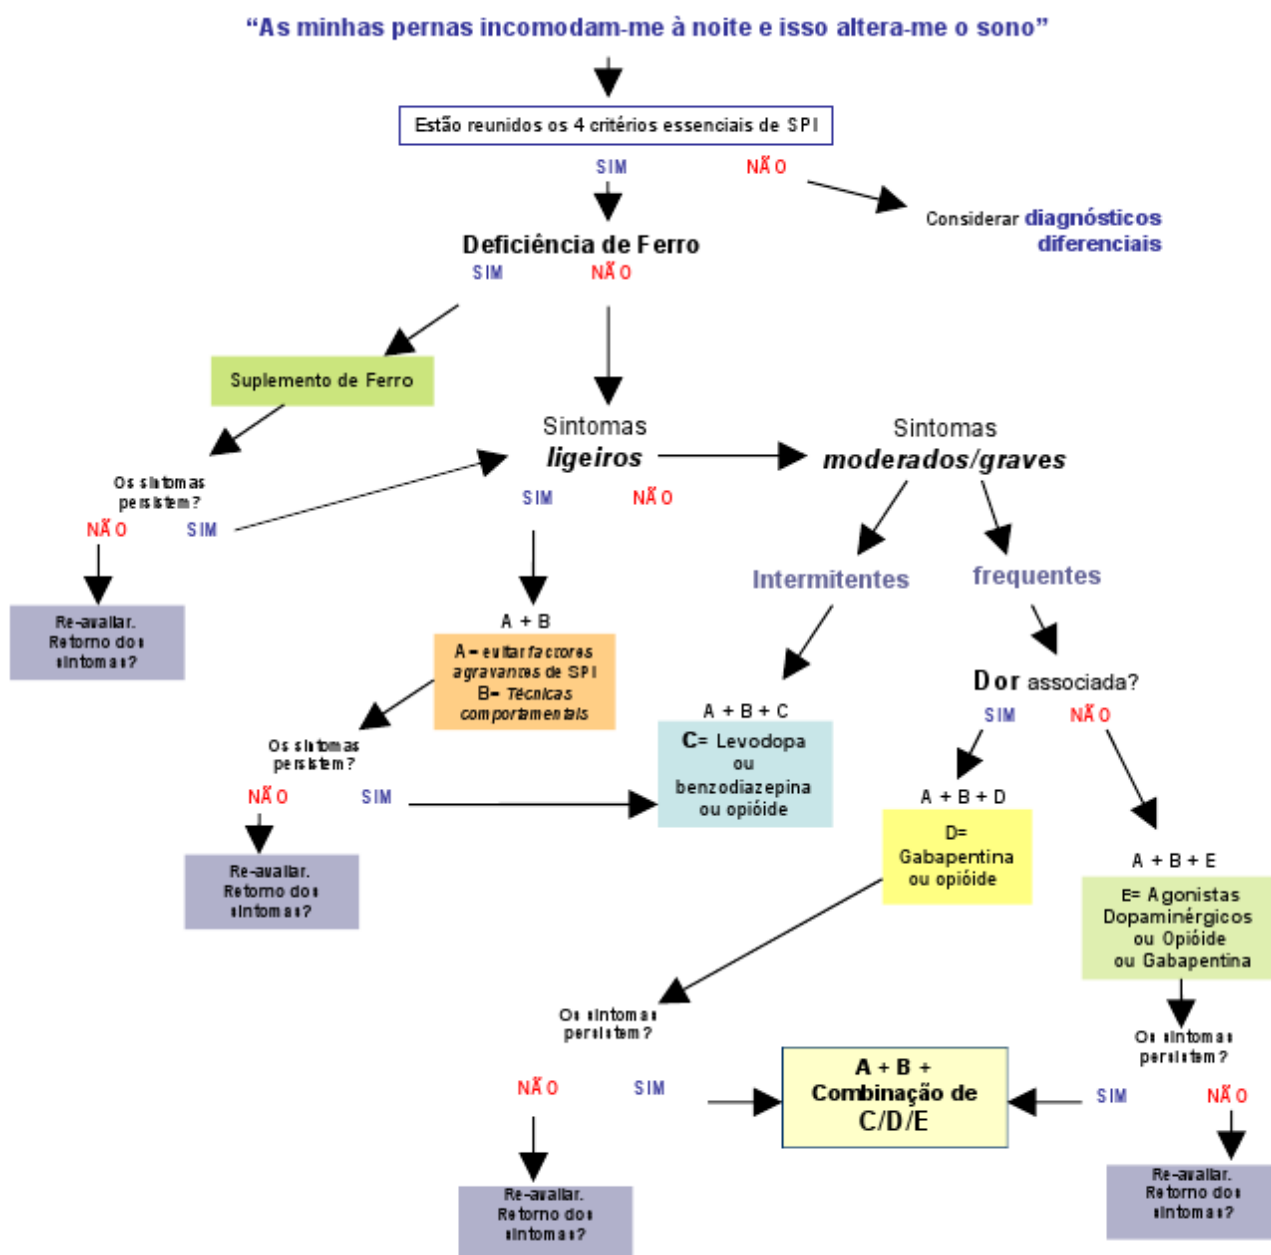 “As minhas pernas incomodam-me à noite e isso altera-me o sono”
Estão reunidos os 4 critérios essenciais de SPI
SIM
NÃO
Considerar diagnósticos
diferenciais
Deficiência de Ferro
SIM
NÃO
Suplemento de Ferro
Sintomas
ligeiros
Sintomas
moderados/graves
Os sintomas
persistem?
NÃO
SIM
SIM
NÃO
Intermitentes
frequentes
Re-avaliar.
Retorno dos
sintomas?
A + B
A = evitar factores
agravantes de SPI
B= Técnicas
comportamentais
Dor associada?
SIM
NÃO
A + B + C
C= Levodopa
ou
benzodiazepina
ou opióide
Os sintomas
persistem?
NÃO
SIM
A + B + D
D=
Gabapentina
ou opióide
Re-avaliar.
Retorno dos
sintomas?
A + B + E
E= Agonistas
Dopaminérgicos
ou Opióide
ou Gabapentina
Os sintomas
persistem?
NÃO
SIM
A + B +
Combinação de
C/D/E
Os sintomas
persistem?
SIM
NÃO
Re-avaliar.
Retorno dos
sintomas?
Re-avaliar.
Retorno dos
sintomas?